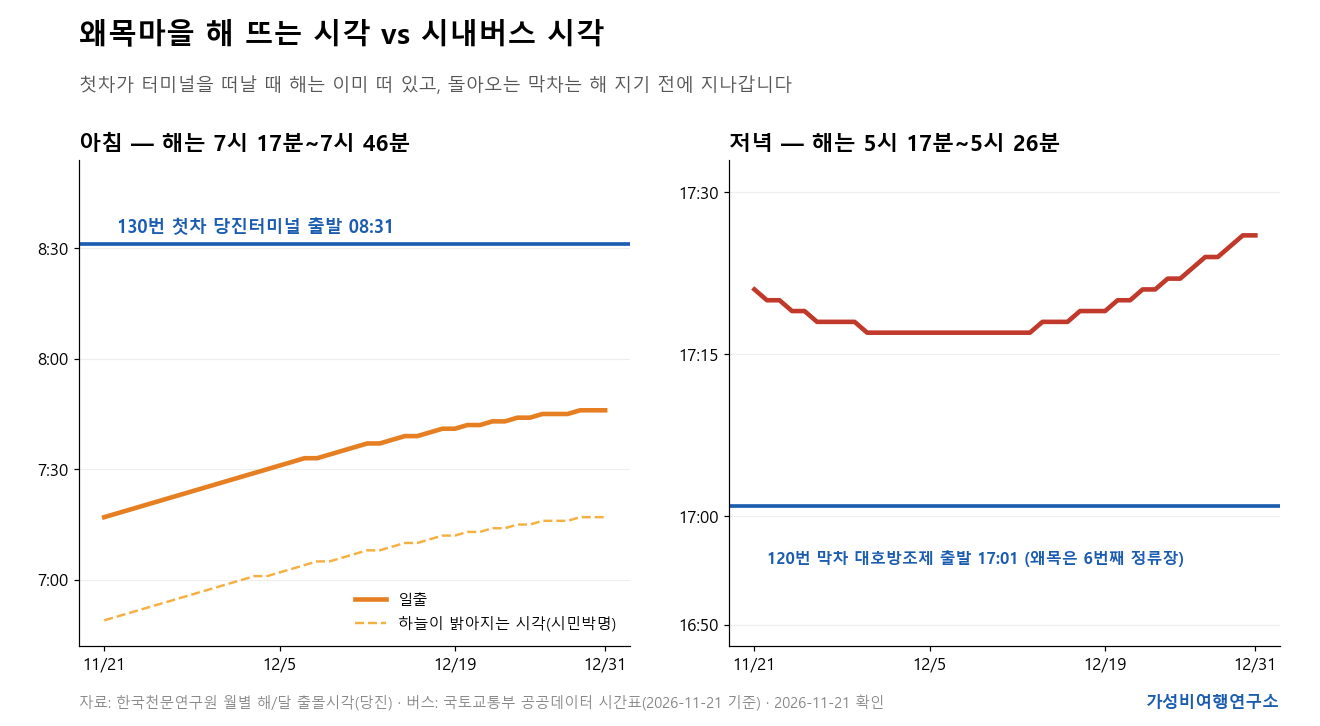 왜목마을 해 뜨는 시각 vs 시내버스 시각
첫차가 터미널을 떠날 때 해는 이미 떠 있고, 돌아오는 막차는 해 지기 전에 지나갑니다
아침 — 해는 7시 17분~7시 46분
130번 첫차 당진터미널 출발 08:31
8:30
8:00
7:30
7:00
일출
하늘이 밝아지는 시각(시민박명)
11/21
12/5
12/19
12/31
저녁 — 해는 5시 17분~5시 26분
17:30
17:15
17:00
16:50
120번 막차 대호방조제 출발 17:01 (왜목은 6번째 정류장)
11/21
12/5
12/19
12/31
자료: 한국천문연구원 월별 해/달 출몰시각(당진) · 버스: 국토교통부 공공데이터 시간표(2026-11-21 기준) · 2026-11-21 확인
가성비여행연구소